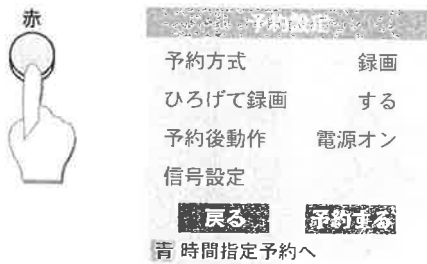 赤
予約設定
予約方式 録画
ひろげて録画 する
予約後動作 電源オン
信号設定
戻る 予約する
青 時間指定予約へ